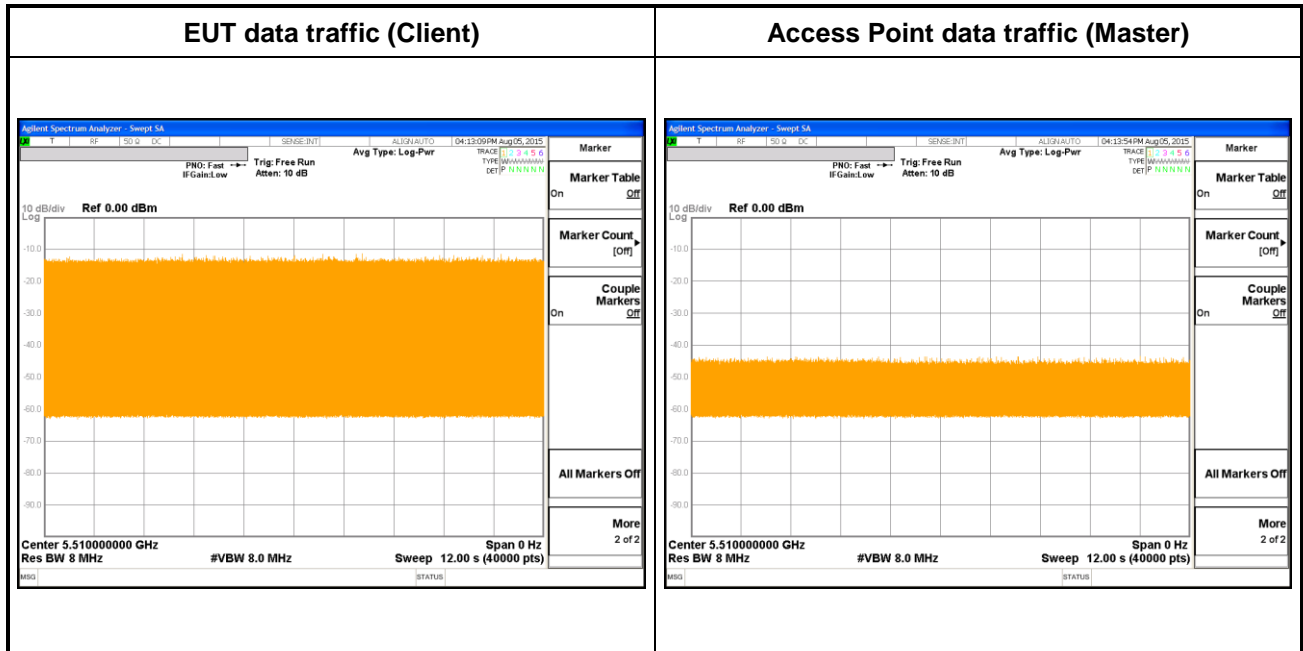 EUT data traffic (Client)
Access Point data traffic (Master)
Agilent Spectrum Analyzer - Swept SA
T RF 50 Ω DC SENSE:INT ALIGN AUTO 04:13:09 PM Aug 05, 2015
Avg Type: Log-Pwr
TRACE 1 2 3 4 5 6
TYPE
DET P N N N N N
PNO: Fast
IFGain:Low
Trig: Free Run
Atten: 10 dB
10 dB/div
Log
Ref 0.00 dBm
-10.0
-20.0
-30.0
-40.0
-50.0
-60.0
-70.0
-80.0
-90.0
Center 5.510000000 GHz Span 0 Hz
Res BW 8 MHz #VBW 8.0 MHz Sweep 12.00 s (40000 pts)
MSG STATUS
Marker
Marker Table
On Off
Marker Count
[Off]
Couple
Markers
On Off
All Markers Off
More
2 of 2
Agilent Spectrum Analyzer - Swept SA
T RF 50 Ω DC SENSE:INT ALIGN AUTO 04:13:54 PM Aug 05, 2015
Avg Type: Log-Pwr
TRACE 1 2 3 4 5 6
TYPE
DET P N N N N N
PNO: Fast
IFGain:Low
Trig: Free Run
Atten: 10 dB
10 dB/div
Log
Ref 0.00 dBm
-10.0
-20.0
-30.0
-40.0
-50.0
-60.0
-70.0
-80.0
-90.0
Center 5.510000000 GHz Span 0 Hz
Res BW 8 MHz #VBW 8.0 MHz Sweep 12.00 s (40000 pts)
MSG STATUS
Marker
Marker Table
On Off
Marker Count
[Off]
Couple
Markers
On Off
All Markers Off
More
2 of 2